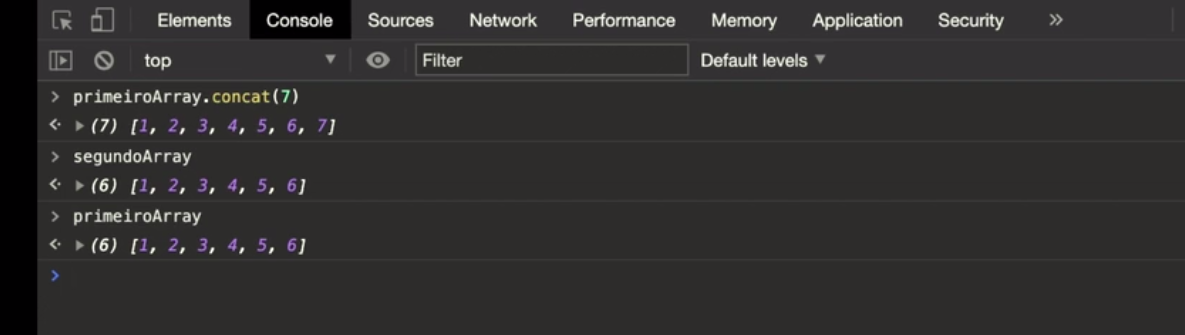 Elements Console Sources Network Performance Memory Application Security »
top ▼ Filter Default levels ▼
> primeiroArray.concat(7)
<· ▶(7) [1, 2, 3, 4, 5, 6, 7]
> segundoArray
<· ▶(6) [1, 2, 3, 4, 5, 6]
> primeiroArray
<· ▶(6) [1, 2, 3, 4, 5, 6]
>